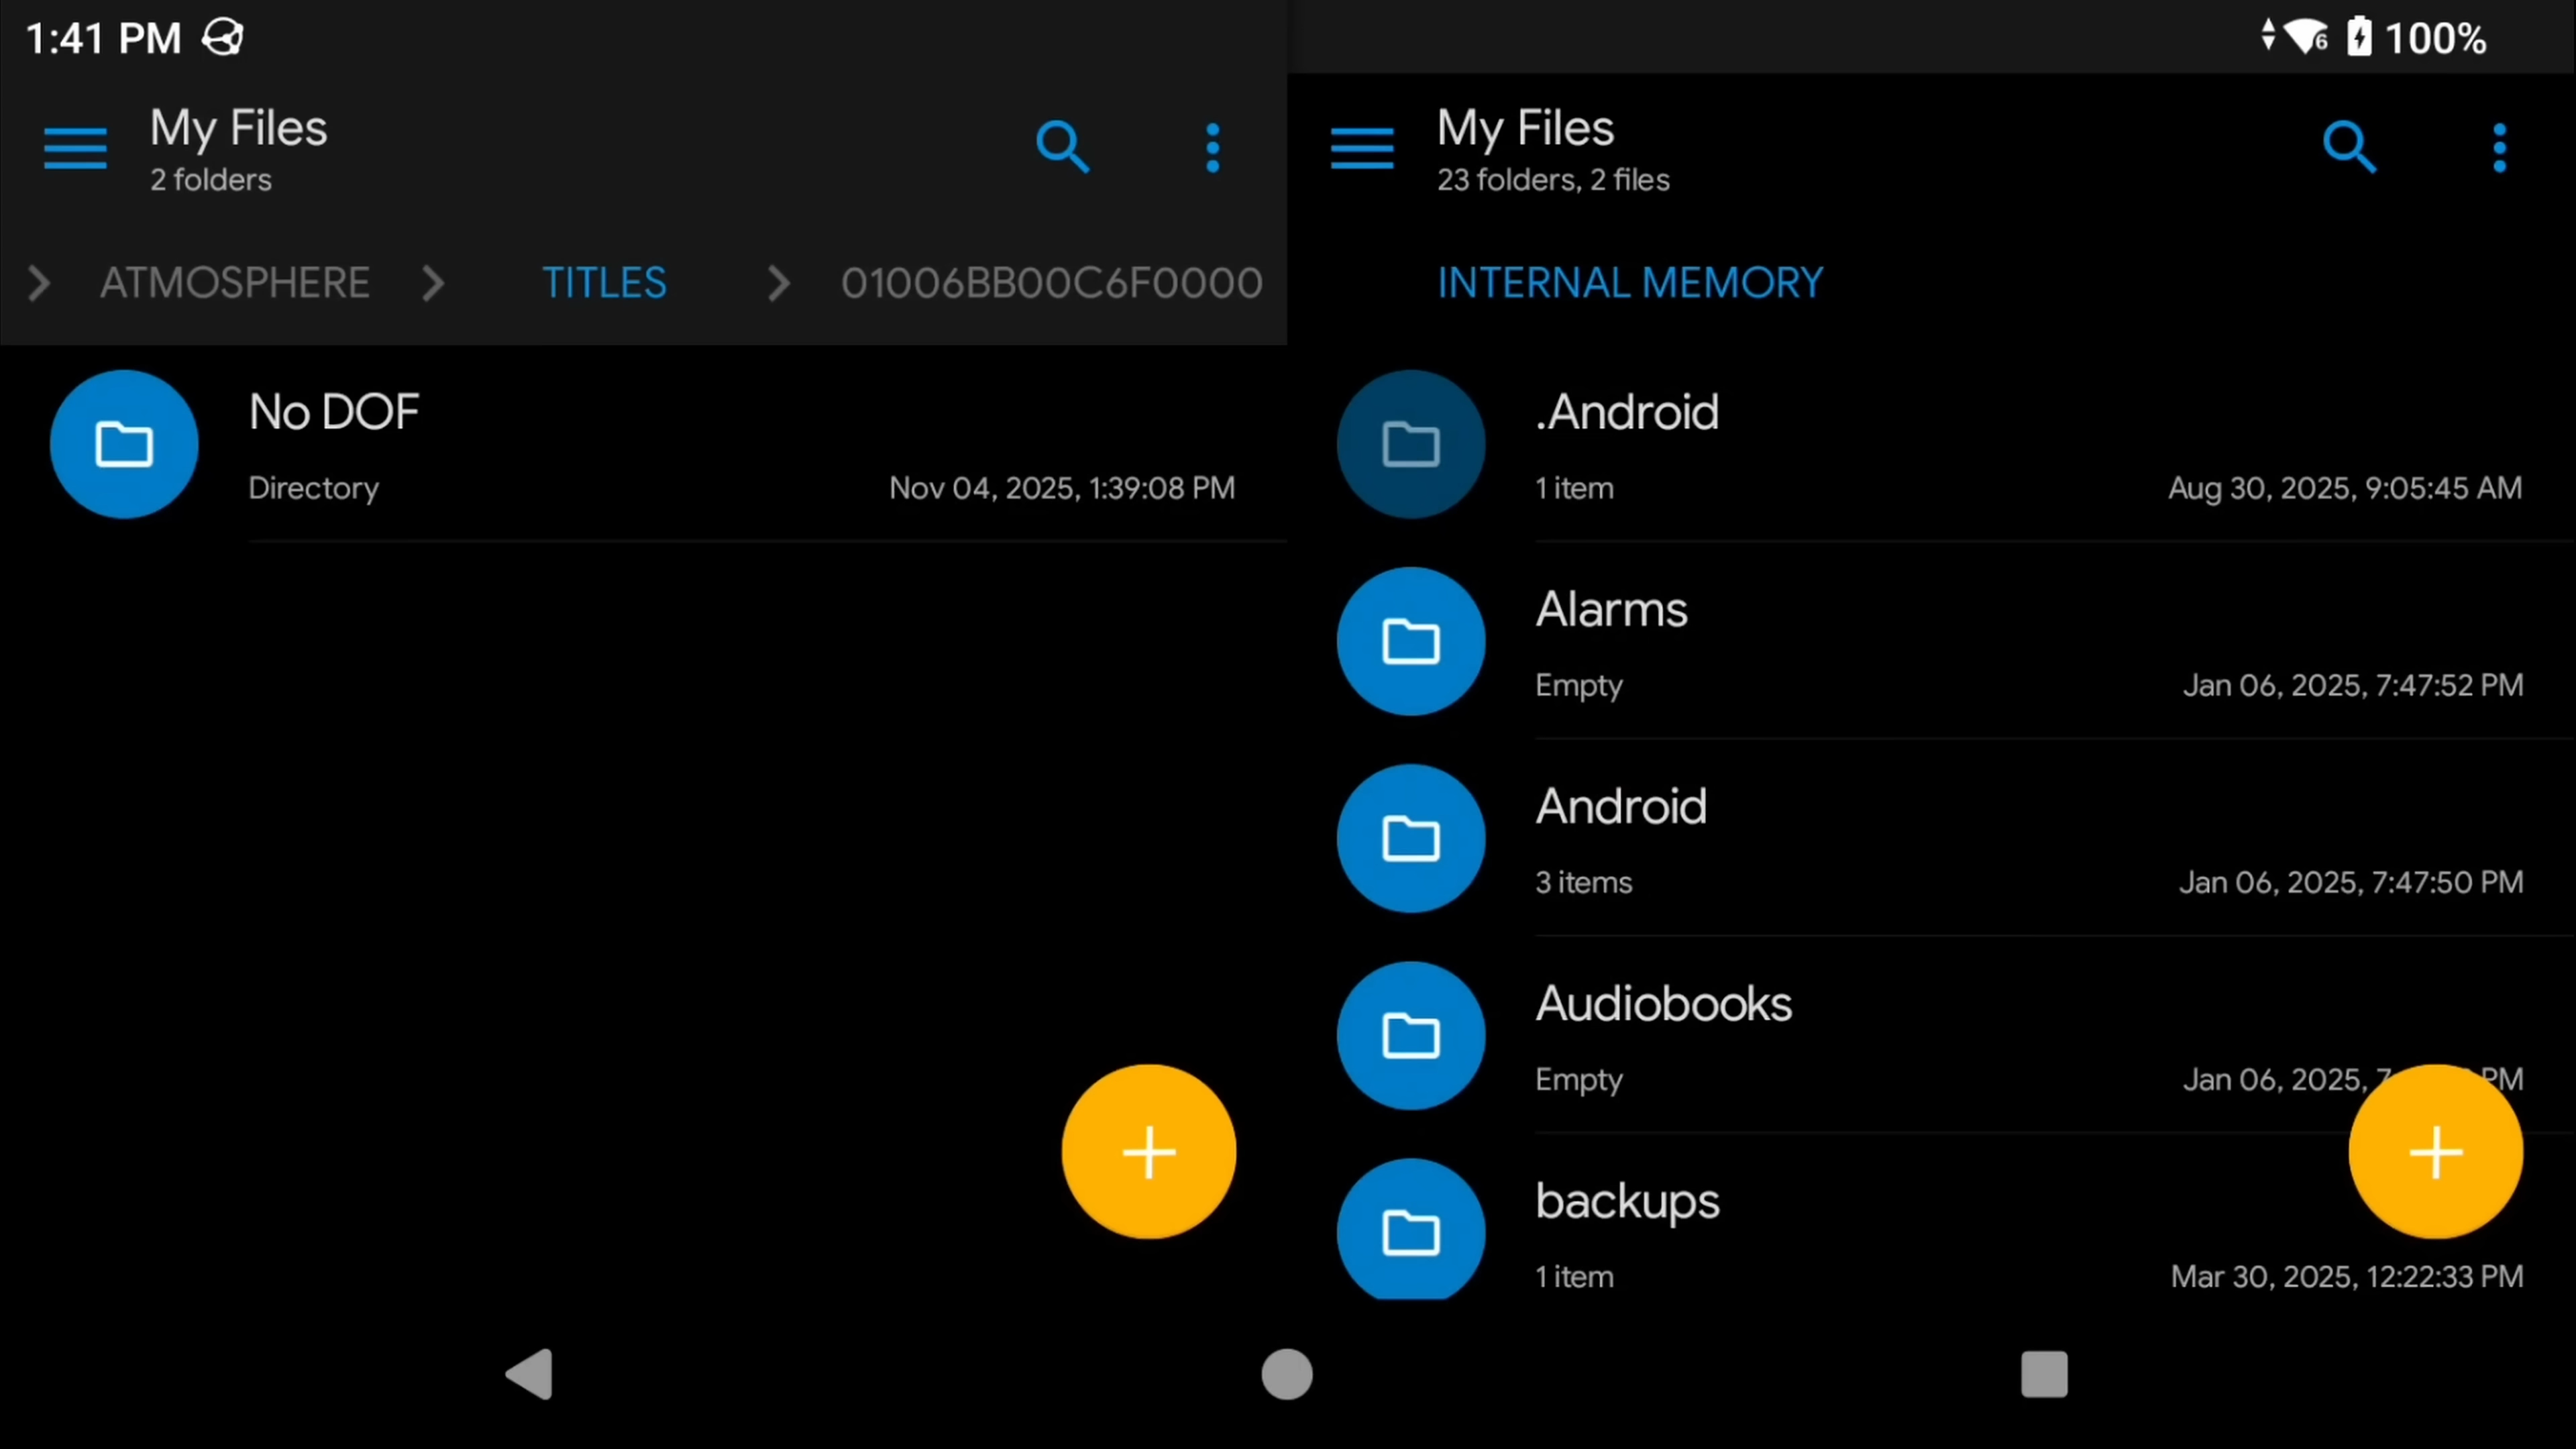 1:41 PM
6 100%
My Files
2 folders
ATMOSPHERE TITLES 01006BB00C6F0000
No DOF
Directory Nov 04, 2025, 1:39:08 PM
My Files
23 folders, 2 files
INTERNAL MEMORY
.Android
1 item Aug 30, 2025, 9:05:45 AM
Alarms
Empty Jan 06, 2025, 7:47:52 PM
Android
3 items Jan 06, 2025, 7:47:50 PM
Audiobooks
Empty Jan 06, 2025, PM
backups
1 item Mar 30, 2025, 12:22:33 PM